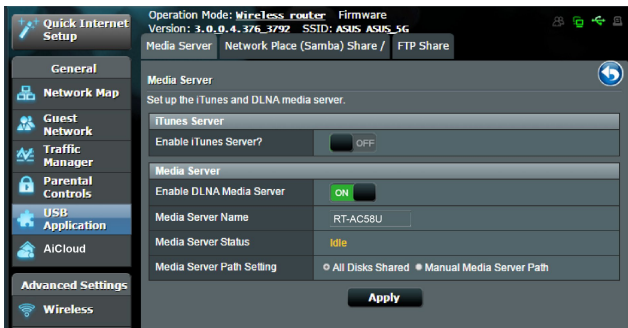 Quick Internet
Setup
Operation Mode: Wireless router Firmware
Version: 3.0.0.4.376_3792 SSID: ASUS ASUS_5G
Media Server
Network Place (Samba) Share /
FTP Share
General
Network Map
Guest
Network
Traffic
Manager
Parental
Controls
USB
Application
AiCloud
Advanced Settings
Wireless
Media Server
Set up the iTunes and DLNA media server.
iTunes Server
Enable iTunes Server?
OFF
Media Server
Enable DLNA Media Server
ON
Media Server Name
RT-AC58U
Media Server Status
Idle
Media Server Path Setting
All Disks Shared
Manual Media Server Path
Apply